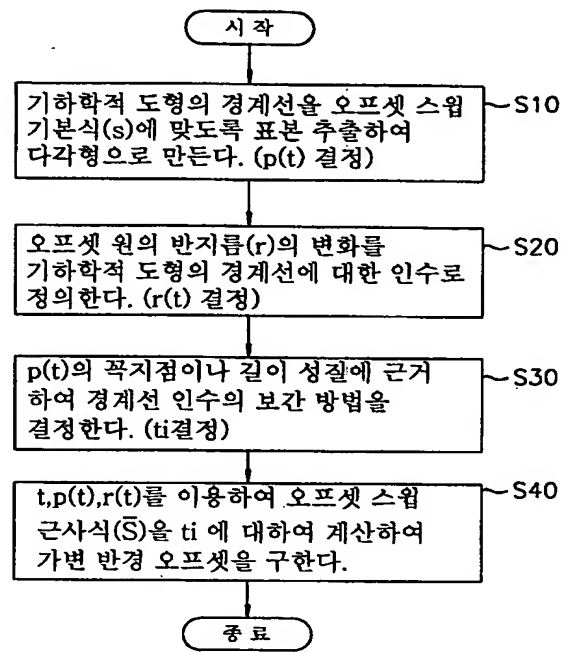 시 작
기하학적 도형의 경계선을 오프셋 스윕
기본식(s)에 맞도록 표본 추출하여
다각형으로 만든다. (p(t) 결정)
S10
오프셋 원의 반지름(r)의 변화를
기하학적 도형의 경계선에 대한 인수로
정의한다. (r(t) 결정)
S20
p(t)의 꼭지점이나 길이 성질에 근거
하여 경계선 인수의 보간 방법을
결정한다. (ti결정)
S30
t,p(t),r(t)를 이용하여 오프셋 스윕
근사식(S̅)을 ti 에 대하여 계산하여
가변 반경 오프셋을 구한다.
S40
종 료